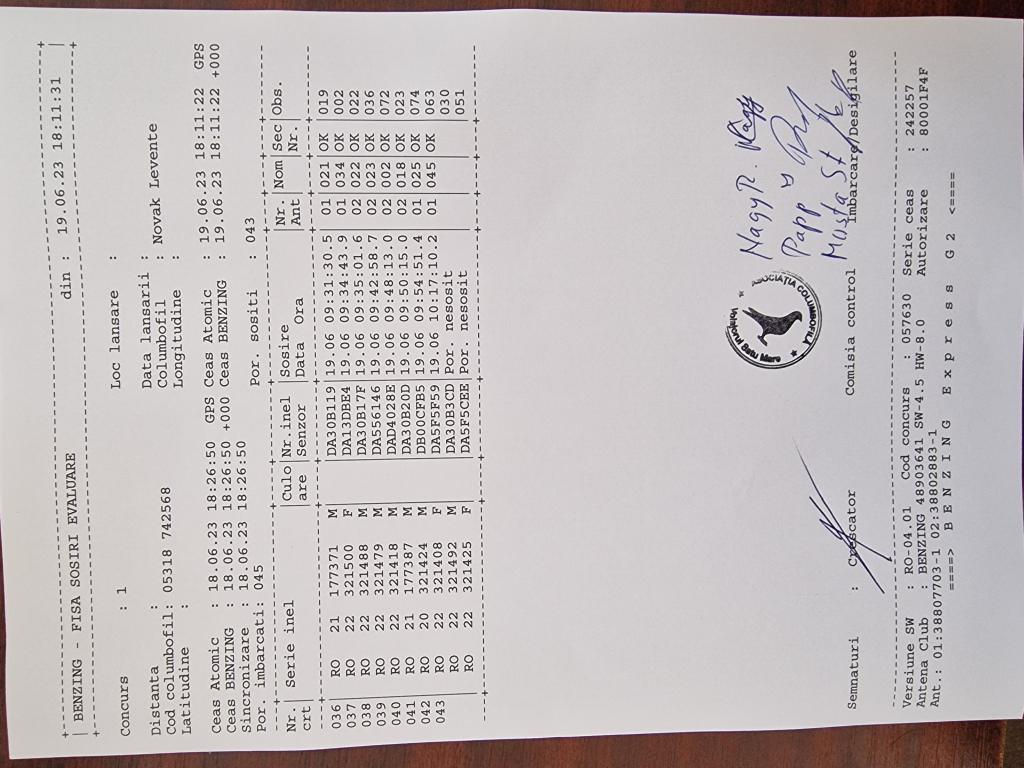 +---------------------------------------------------------------------------+
| BENZING - FISA SOSIRI EVALUARE din : 19.06.23 18:11:31 |
+---------------------------------------------------------------------------+
Concurs : 1 Loc lansare :
Distanta : Data lansarii :
Cod columbofil: 05318 742568 Columbofil : Novak Levente
Latitudine : Longitudine :
Ceas Atomic : 18.06.23 18:26:50 GPS Ceas Atomic : 19.06.23 18:11:22 GPS
Ceas BENZING : 18.06.23 18:26:50 +000 Ceas BENZING : 19.06.23 18:11:22 +000
Sincronizare : 18.06.23 18:26:50
Por. imbarcati: 045 Por. sositi : 043
Nr.| Serie inel |Culo|Nr.inel |Sosire |Nr.|Nom|Sec|Obs.
crt| |are |Senzor |Data Ora |Ant| |Nr.|
036 RO 21 177371 M |DA30B119|19.06 09:31:30.5 01 021 OK 019
037 RO 22 321500 F |DA13DBE4|19.06 09:34:43.9 01 034 OK 002
038 RO 22 321488 M |DA30B17F|19.06 09:35:01.6 02 022 OK 022
039 RO 22 321479 M |DA556146|19.06 09:42:58.7 02 023 OK 036
040 RO 22 321418 M |DAD4028E|19.06 09:48:13.0 02 002 OK 072
041 RO 21 177387 M |DA30B20D|19.06 09:50:15.0 02 018 OK 023
042 RO 20 321424 M |DB00CFB5|19.06 09:54:51.4 01 025 OK 074
043 RO 22 321408 F |DA5F5F59|19.06 10:17:10.2 01 045 OK 063
RO 22 321492 M |DA30B3CD|Por. nesosit 030
RO 22 321425 F |DA5F5CEE|Por. nesosit 051
ASOCIATIA COLUMBOFILA
Voiajorul Satu Mare
Nagy R. Nagy
Papp
Musta St
Semnaturi : Crescator Comisia control Imbarcare/Desigilare
Versiune SW : RO-04.01 Cod concurs : 057630 Serie ceas : 242257
Antena Club : BENZING 48903641 SW-4.5 HW-8.0 Autorizare : 80001F4F
Ant.: 01:38807703-1 02:38802883-1
====> B E N Z I N G E x p r e s s G 2 <====